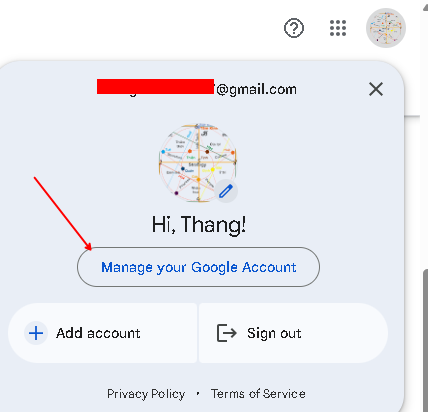 @gmail.com
Hi, Thang!
Manage your Google Account
Add account
Sign out
Privacy Policy • Terms of Service